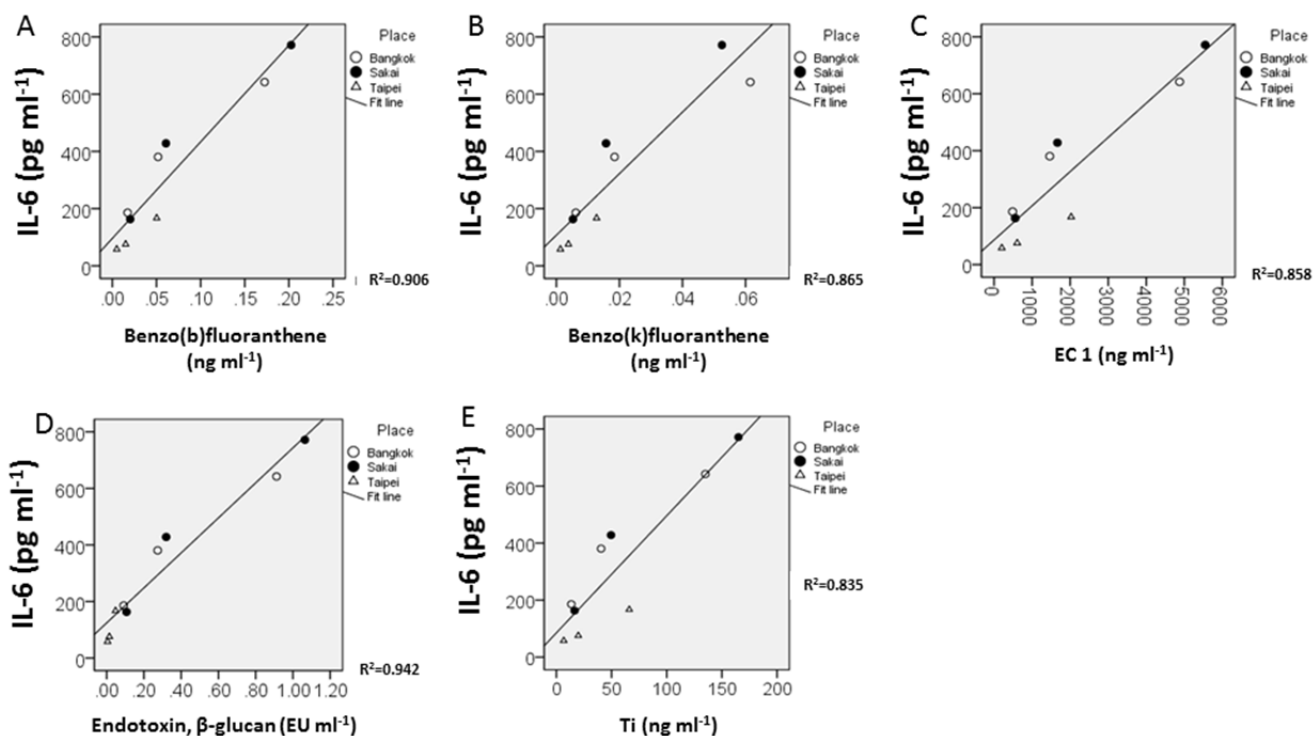 A
IL-6 (pg ml-1)
800
600
400
200
0
.00 .05 .10 .15 .20 .25
Benzo(b)fluoranthene
(ng ml-1)
Place
Bangkok
Sakai
Taipei
Fit line
R2=0.906
B
IL-6 (pg ml-1)
800
600
400
200
0
.00 .02 .04 .06
Benzo(k)fluoranthene
(ng ml-1)
Place
Bangkok
Sakai
Taipei
Fit line
R2=0.865
C
IL-6 (pg ml-1)
800
600
400
200
0
0 1000 2000 3000 4000 5000 6000
EC 1 (ng ml-1)
Place
Bangkok
Sakai
Taipei
Fit line
R2=0.858
D
IL-6 (pg ml-1)
800
600
400
200
0
.00 .20 .40 .60 .80 1.00 1.20
Endotoxin, β-glucan (EU ml-1)
Place
Bangkok
Sakai
Taipei
Fit line
R2=0.942
E
IL-6 (pg ml-1)
800
600
400
200
0
0 50 100 150 200
Ti (ng ml-1)
Place
Bangkok
Sakai
Taipei
Fit line
R2=0.835